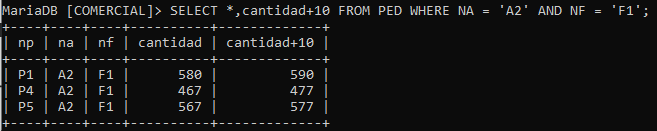 MariaDB [COMERCIAL]> SELECT *,cantidad+10 FROM PED WHERE NA = 'A2' AND NF = 'F1';
+----+----+----+----------+-------------+
| np | na | nf | cantidad | cantidad+10 |
+----+----+----+----------+-------------+
| P1 | A2 | F1 |      580 |         590 |
| P4 | A2 | F1 |      467 |         477 |
| P5 | A2 | F1 |      567 |         577 |
+----+----+----+----------+-------------+